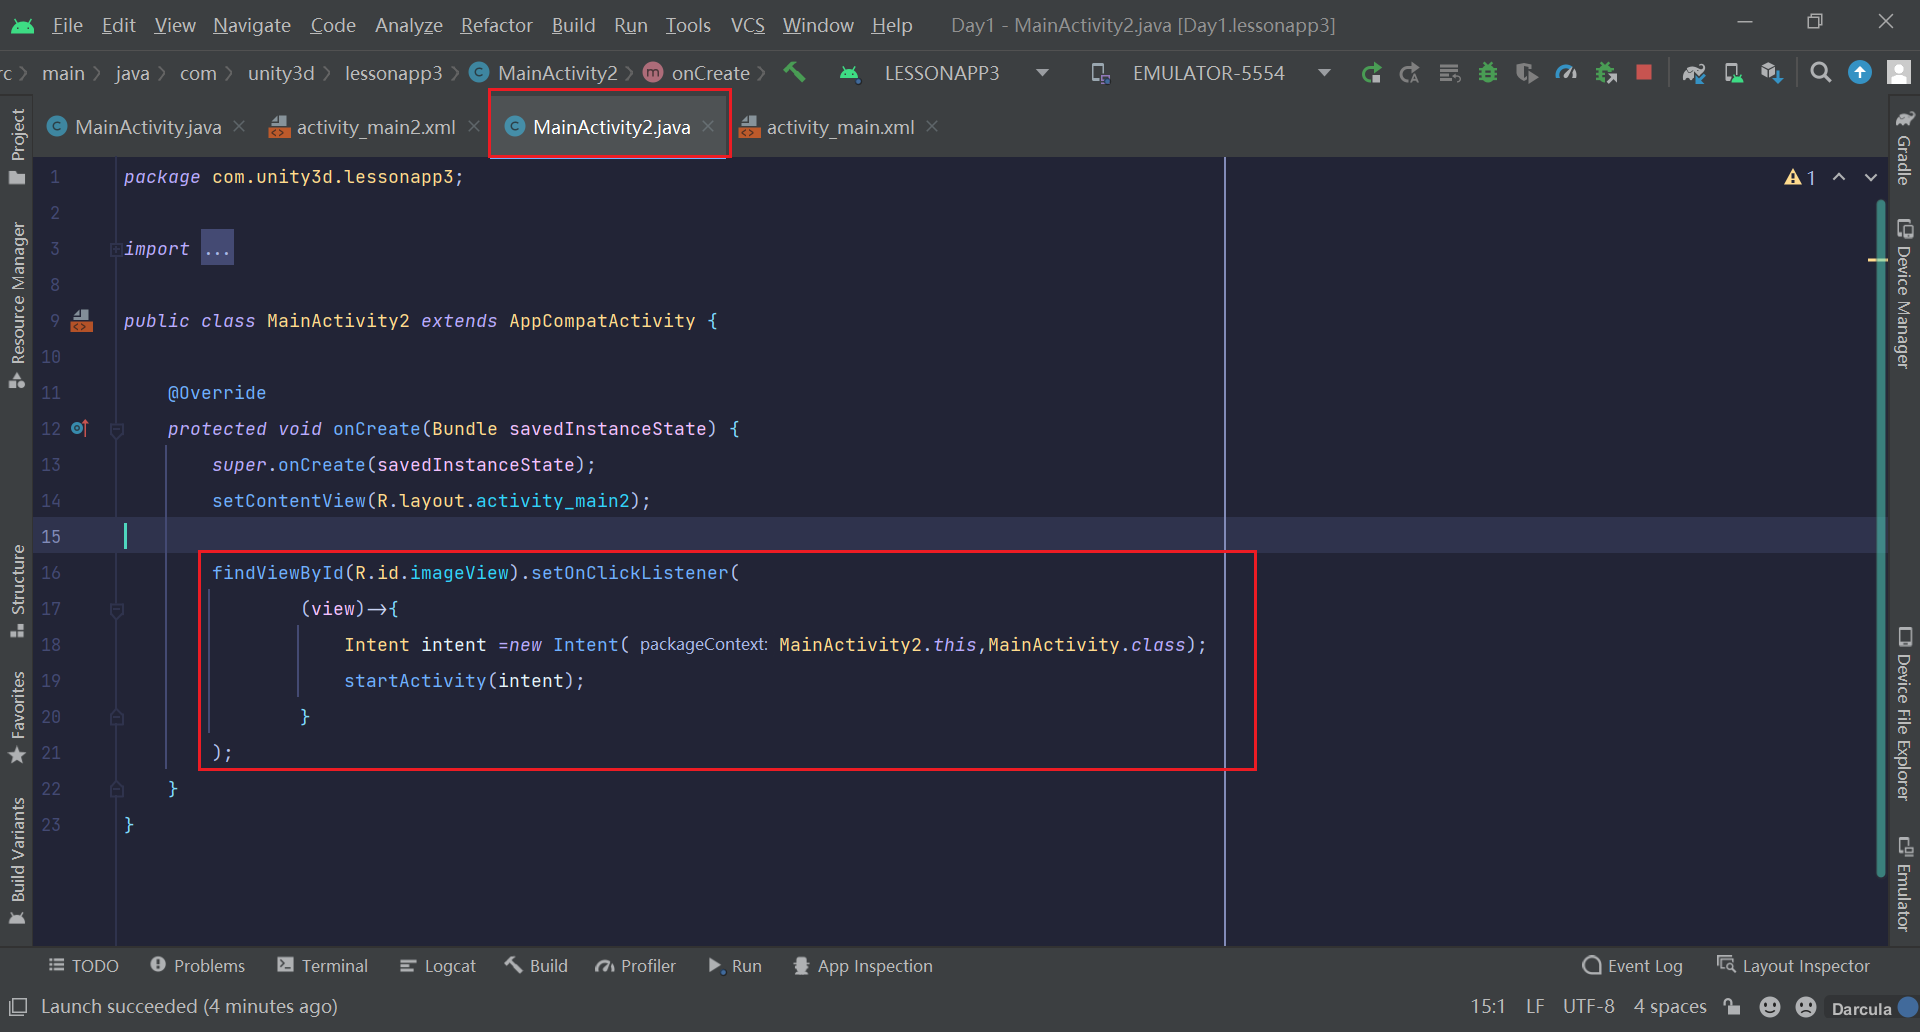 File Edit View Navigate Code Analyze Refactor Build Run Tools VCS Window Help Day1 - MainActivity2.java [Day1.lessonapp3]
rc main java com unity3d lessonapp3 MainActivity2 onCreate LESSONAPP3 EMULATOR-5554
MainActivity.java activity_main2.xml MainActivity2.java activity_main.xml
Project
Resource Manager
Structure
Favorites
Build Variants
1 package com.unity3d.lessonapp3;
2
3 import ...
8
9 public class MainActivity2 extends AppCompatActivity {
10
11 @Override
12 protected void onCreate(Bundle savedInstanceState) {
13 super.onCreate(savedInstanceState);
14 setContentView(R.layout.activity_main2);
15
16 findViewById(R.id.imageView).setOnClickListener(
17 (view)->{
18 Intent intent =new Intent( packageContext: MainActivity2.this,MainActivity.class);
19 startActivity(intent);
20 }
21 );
22 }
23 }
1
Gradle
Device Manager
Device File Explorer
Emulator
TODO Problems Terminal Logcat Build Profiler Run App Inspection Event Log Layout Inspector
Launch succeeded (4 minutes ago) 15:1 LF UTF-8 4 spaces Darcula